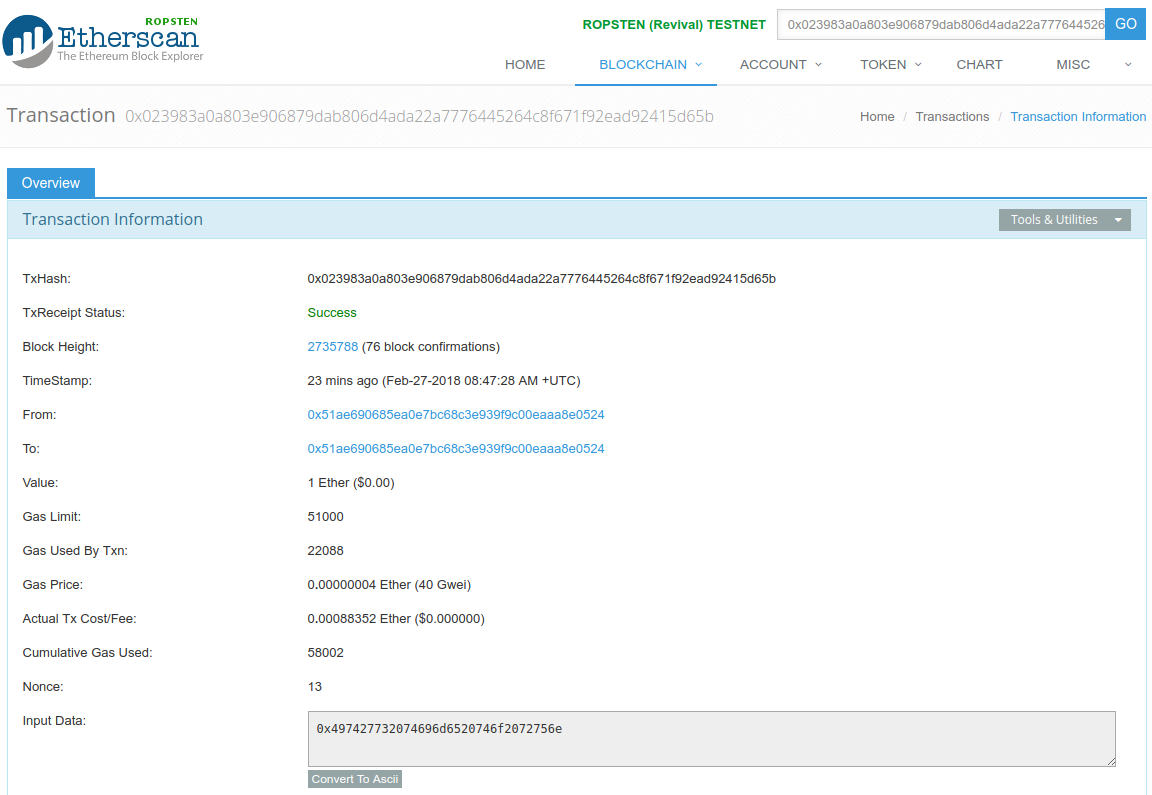 ROPSTEN
Etherscan
The Ethereum Block Explorer
ROPSTEN (Revival) TESTNET
0x023983a0a803e906879dab806d4ada22a7776445​26
GO
HOME BLOCKCHAIN ACCOUNT TOKEN CHART MISC
Transaction 0x023983a0a803e906879dab806d4ada22a7776445264c8f671f92ead92415d65b
Home / Transactions / Transaction Information
Overview
Transaction Information
Tools & Utilities
TxHash: 0x023983a0a803e906879dab806d4ada22a7776445264c8f671f92ead92415d65b
TxReceipt Status: Success
Block Height: 2735788 (76 block confirmations)
TimeStamp: 23 mins ago (Feb-27-2018 08:47:28 AM +UTC)
From: 0x51ae690685ea0e7bc68c3e939f9c00eaaa8e0524
To: 0x51ae690685ea0e7bc68c3e939f9c00eaaa8e0524
Value: 1 Ether ($0.00)
Gas Limit: 51000
Gas Used By Txn: 22088
Gas Price: 0.00000004 Ether (40 Gwei)
Actual Tx Cost/Fee: 0.00088352 Ether ($0.000000)
Cumulative Gas Used: 58002
Nonce: 13
Input Data: 0x497427732074696d6520746f2072756e
Convert To Ascii